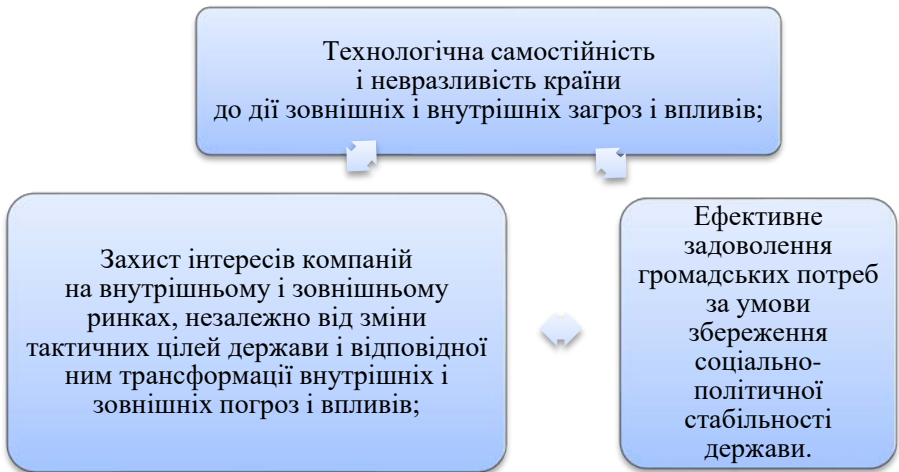 Технологічна самостійність
і невразливість країни
до дії зовнішніх і внутрішніх загроз і впливів;
Захист інтересів компаній
на внутрішньому і зовнішньому
ринках, незалежно від зміни
тактичних цілей держави і відповідної
ним трансформації внутрішніх і
зовнішніх погроз і впливів;
Ефективне
задоволення
громадських потреб
за умови
збереження
соціально-
політичної
стабільності
держави.